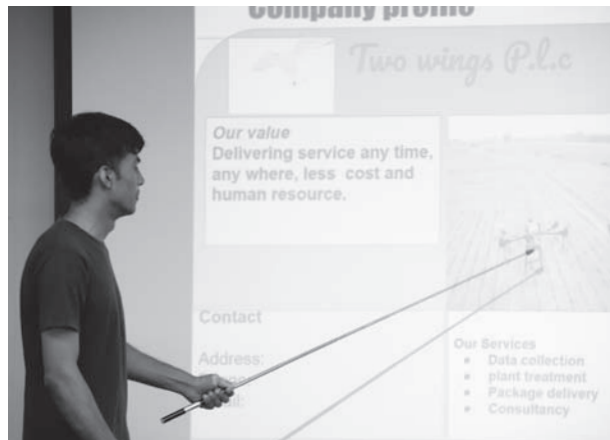 Company profile
Two wings P.l.c
Our value
Delivering service any time,
any where, less cost and
human resource.
Contact
Address:
Our Services
Data collection
plant treatment
Package delivery
Consultancy